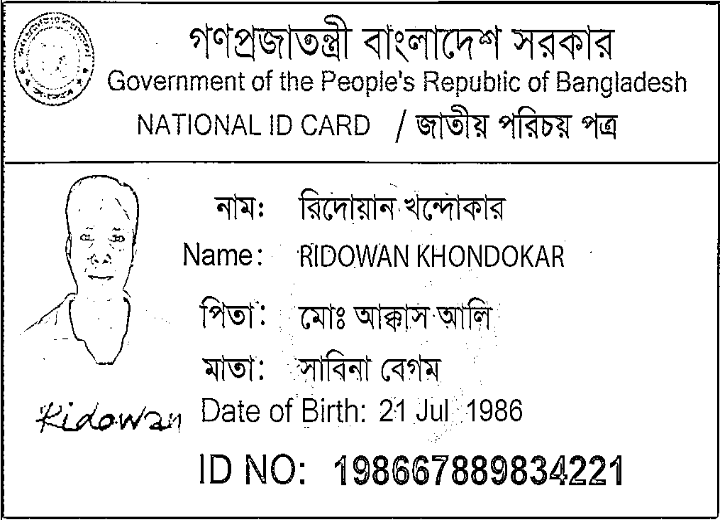 গণপ্রজাতন্ত্রী বাংলাদেশ সরকার
Government of the People's Republic of Bangladesh
NATIONAL ID CARD / জাতীয় পরিচয় পত্র
নাম: রিদোয়ান খন্দোকার
Name: RIDOWAN KHONDOKAR
পিতা: মোঃ আক্কাস আলি
মাতা: সাবিনা বেগম
Ridowan
Date of Birth: 21 Jul 1986
ID NO: 198667889834221